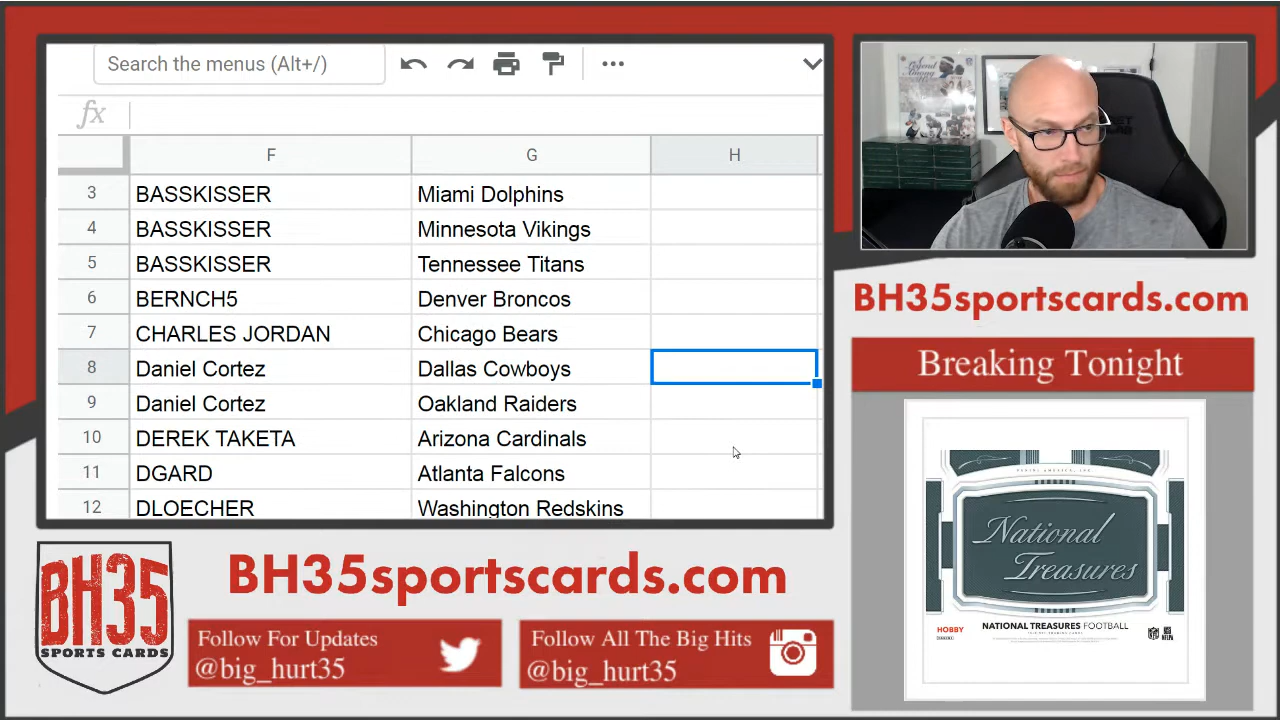 Search the menus (Alt+/)
fx
F G H
3 BASSKISSER Miami Dolphins
4 BASSKISSER Minnesota Vikings
5 BASSKISSER Tennessee Titans
6 BERNCH5 Denver Broncos
7 CHARLES JORDAN Chicago Bears
8 Daniel Cortez Dallas Cowboys
9 Daniel Cortez Oakland Raiders
10 DEREK TAKETA Arizona Cardinals
11 DGARD Atlanta Falcons
12 DLOECHER Washington Redskins
BH35sportscards.com
Breaking Tonight
National
Treasures
HOBBY
NATIONAL TREASURES FOOTBALL
BH35
SPORTS CARDS
BH35sportscards.com
Follow For Updates
@big_hurt35
Follow All The Big Hits
@big_hurt35